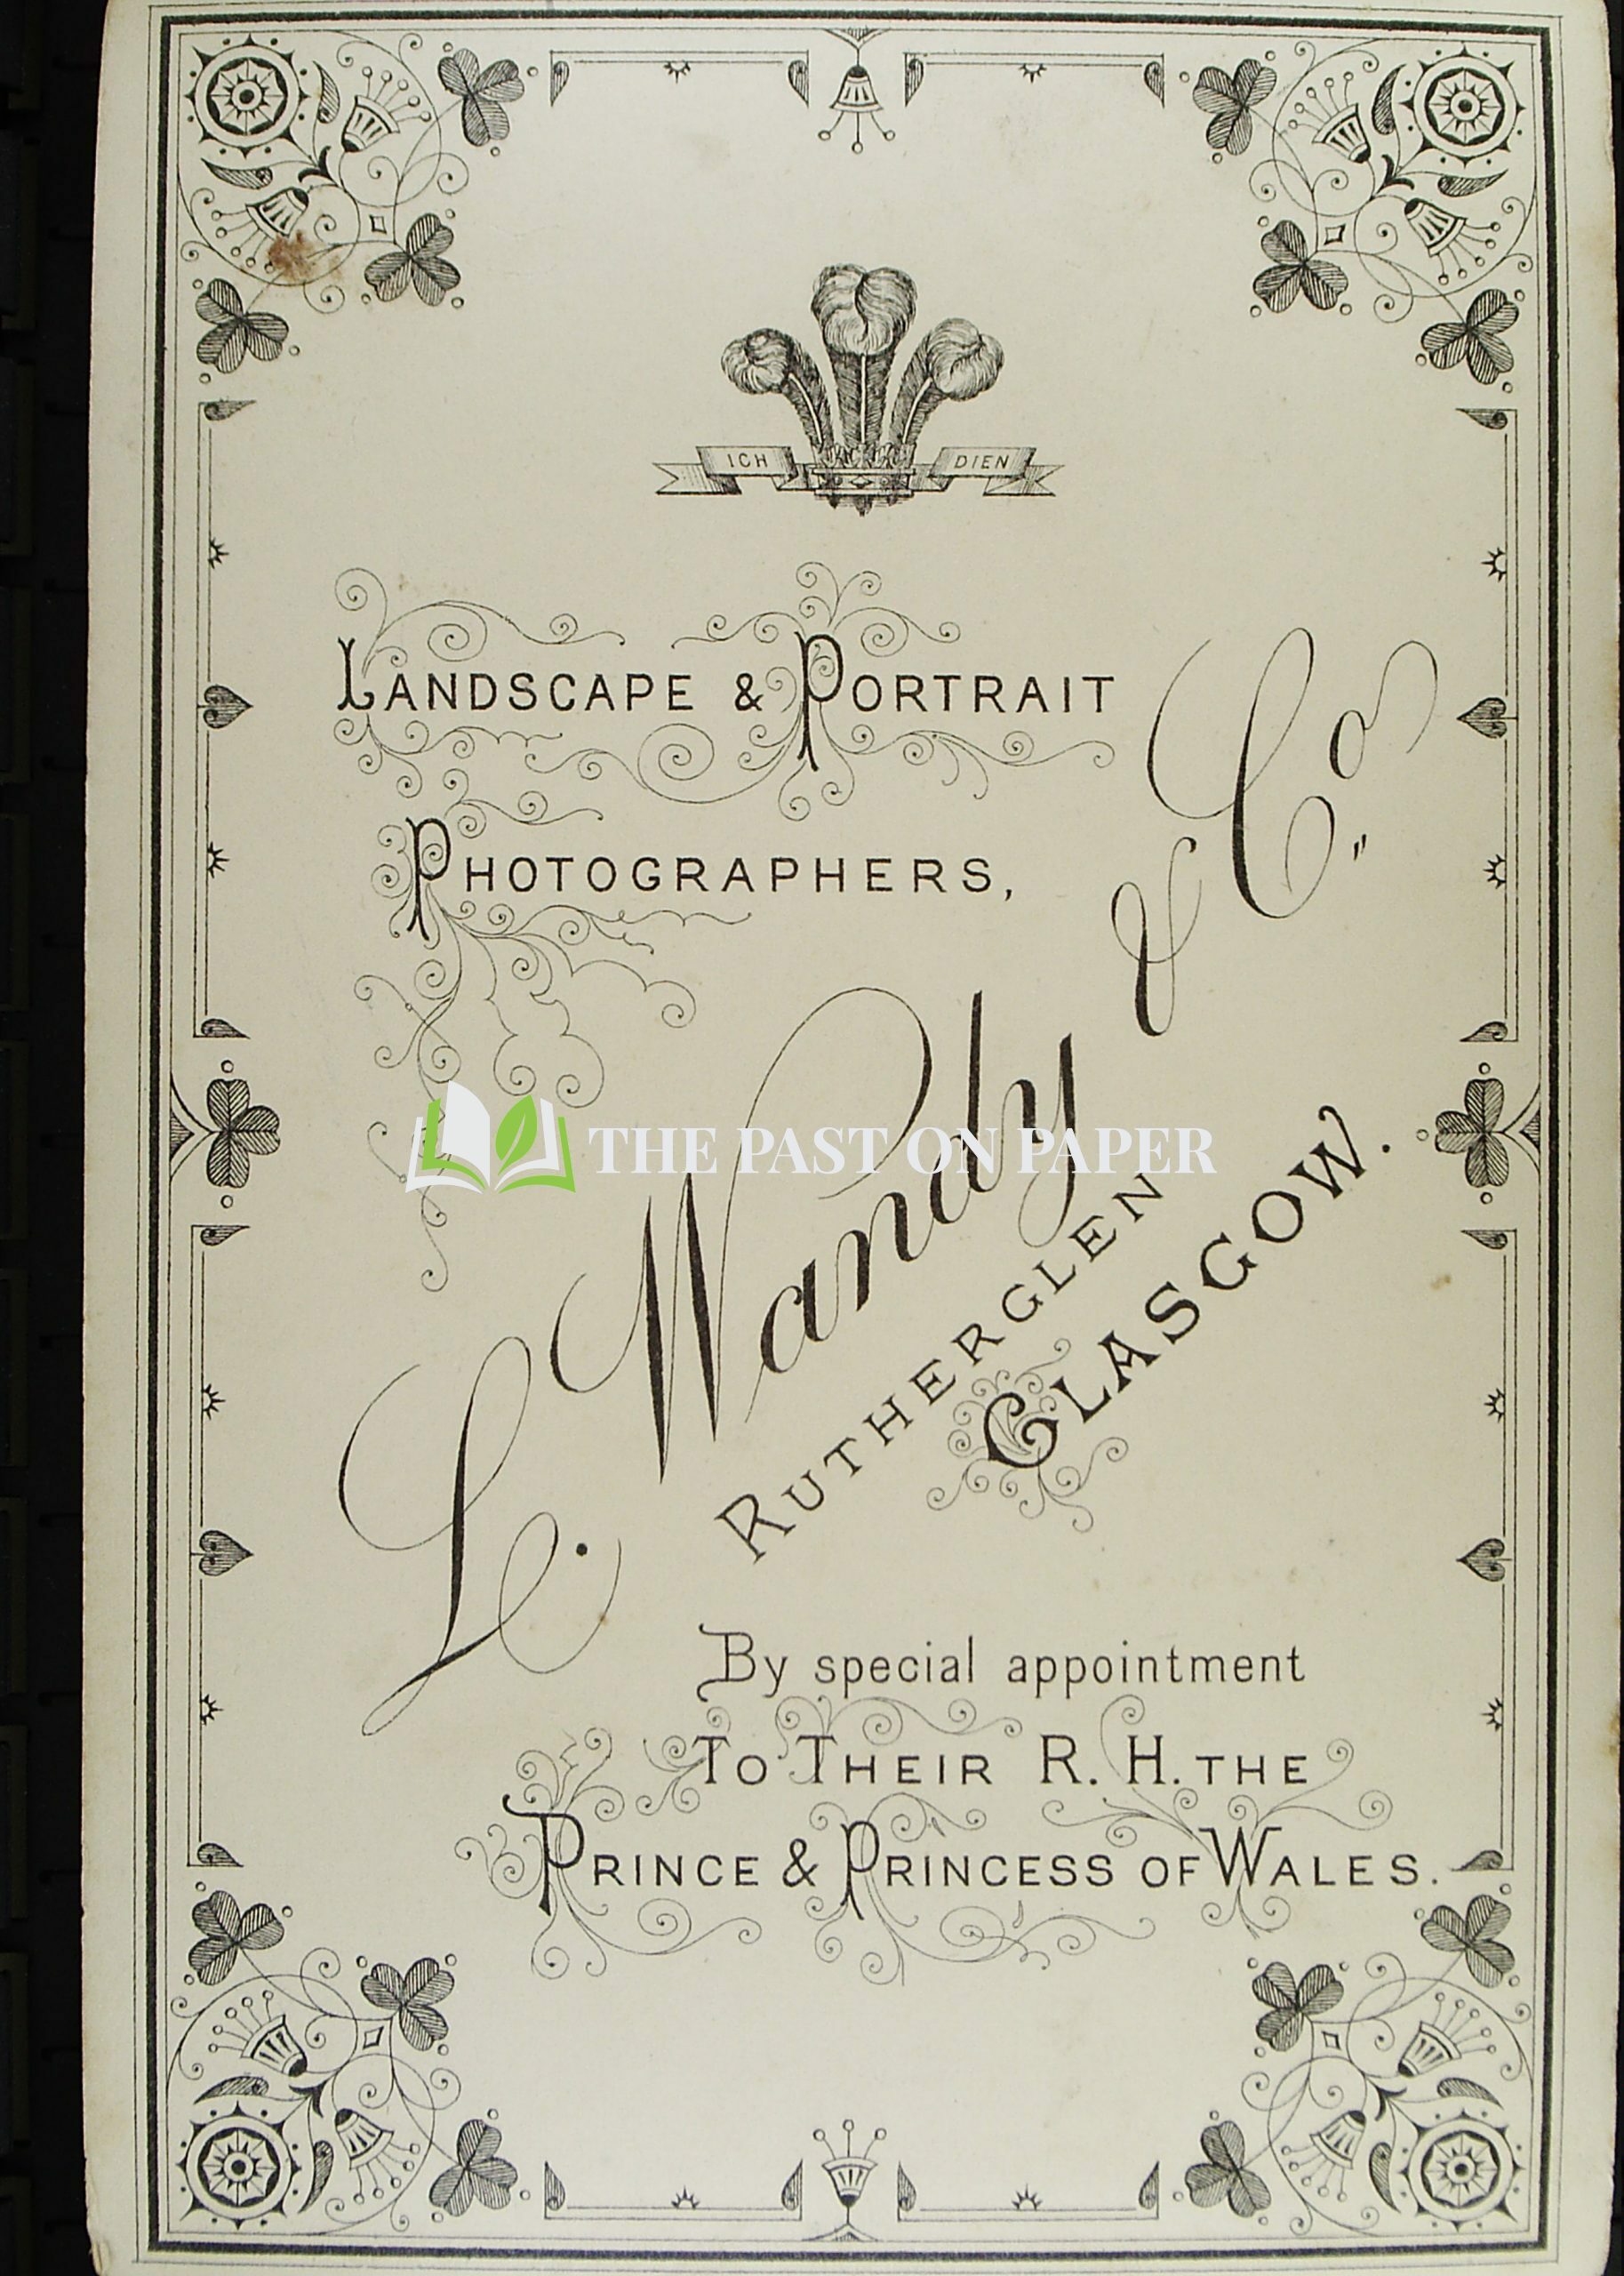 ICH DIEN
LANDSCAPE & PORTRAIT
PHOTOGRAPHERS,
L. Wandy & Co
RUTHERGLEN
GLASGOW.
THE PAST ON PAPER
By special appointment
TO THEIR R. H. THE
PRINCE & PRINCESS OF WALES.